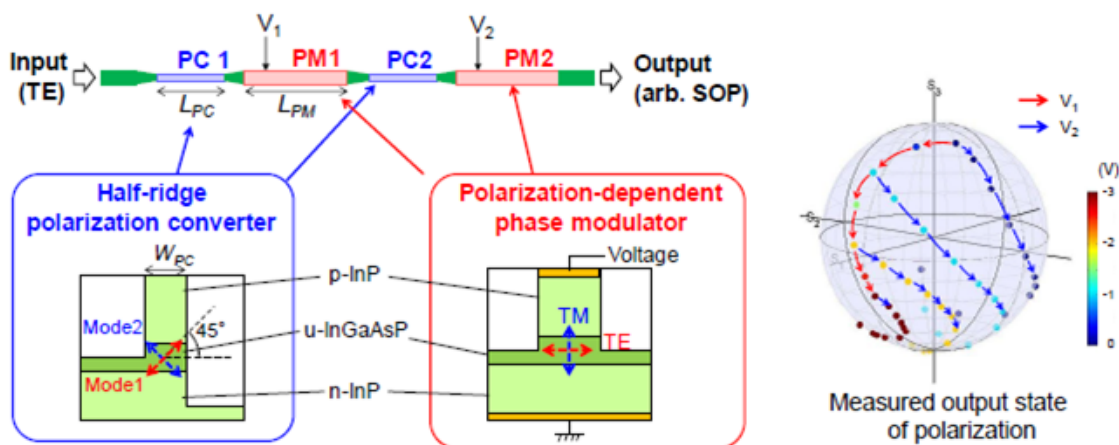 V1
V2
PC 1
PM1
PC2
PM2
Input
(TE)
Output
(arb. SOP)
LPC
LPM
Half-ridge
polarization converter
WPC
Mode2
45°
Mode1
p-InP
u-InGaAsP
n-InP
Polarization-dependent
phase modulator
Voltage
TM
TE
S3
V1
V2
(V)
-S2
-3
-2
-1
0
Measured output state
of polarization